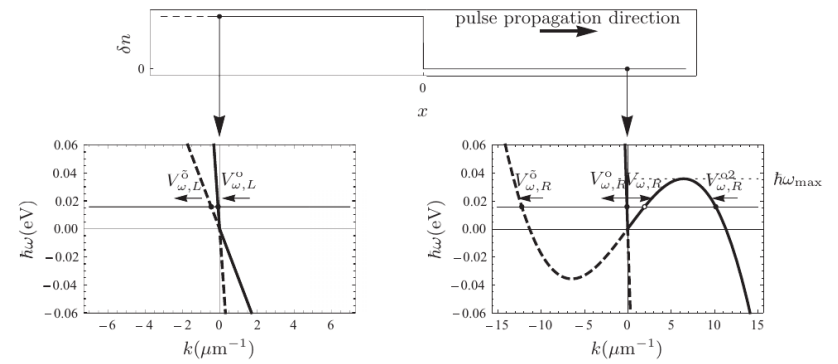 pulse propagation direction
δn
0
0
x
0.06
0.04
0.02
0.00
−0.02
−0.04
−0.06
ħω(eV)
V^õ_{ω,L}
V^o_{ω,L}
−6 −4 −2 0 2 4 6
k(μm⁻¹)
0.06
0.04
0.02
0.00
−0.02
−0.04
−0.06
ħω(eV)
V^õ_{ω,R}
V^o_{ω,R}
V_{ω,R}
V^{o2}_{ω,R}
ħω_max
−15 −10 −5 0 5 10 15
k(μm⁻¹)